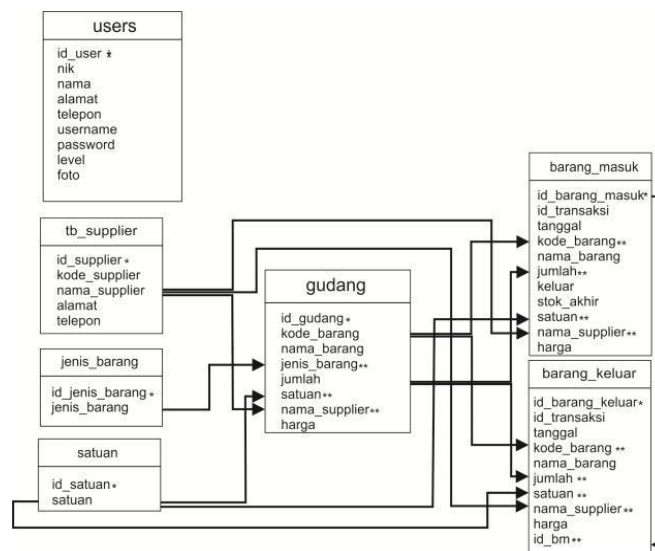 users
id_user *
nik
nama
alamat
telepon
username
password
level
foto
tb_supplier
id_supplier *
kode_supplier
nama_supplier
alamat
telepon
jenis_barang
id_jenis_barang *
jenis_barang
satuan
id_satuan *
satuan
gudang
id_gudang *
kode_barang
nama_barang
jenis_barang **
jumlah
satuan **
nama_supplier **
harga
barang_masuk
id_barang_masuk*
id_transaksi
tanggal
kode_barang **
nama_barang
jumlah **
keluar
stok_akhir
satuan **
nama_supplier **
harga
barang_keluar
id_barang_keluar*
id_transaksi
tanggal
kode_barang **
nama_barang
jumlah **
satuan **
nama_supplier **
harga
id_bm **